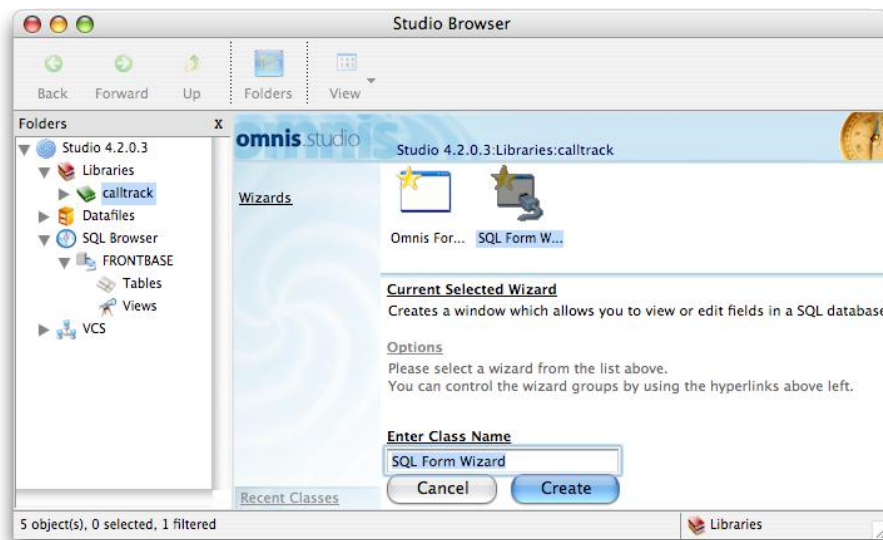 Studio Browser
Back Forward Up Folders View
Folders X
Studio 4.2.0.3
Libraries
calltrack
Datafiles
SQL Browser
FRONTBASE
Tables
Views
VCS
omnis.studio
Studio 4.2.0.3:Libraries:calltrack
Wizards
Omnis For... SQL Form W...
Current Selected Wizard
Creates a window which allows you to view or edit fields in a SQL database
Options
Please select a wizard from the list above.
You can control the wizard groups by using the hyperlinks above left.
Enter Class Name
SQL Form Wizard
Cancel Create
Recent Classes
5 object(s), 0 selected, 1 filtered Libraries